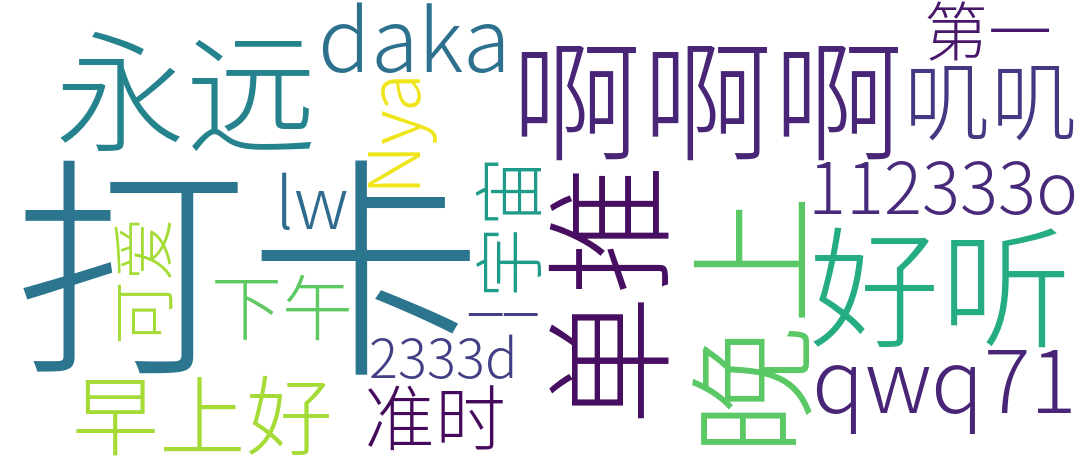 永远
daka
啊啊啊
第一
叽叽
Nya
打卡
lw
宇宙
单推
112333o
晚上
好听
可爱
下午
一一
2333d
qwq71
早上好
准时